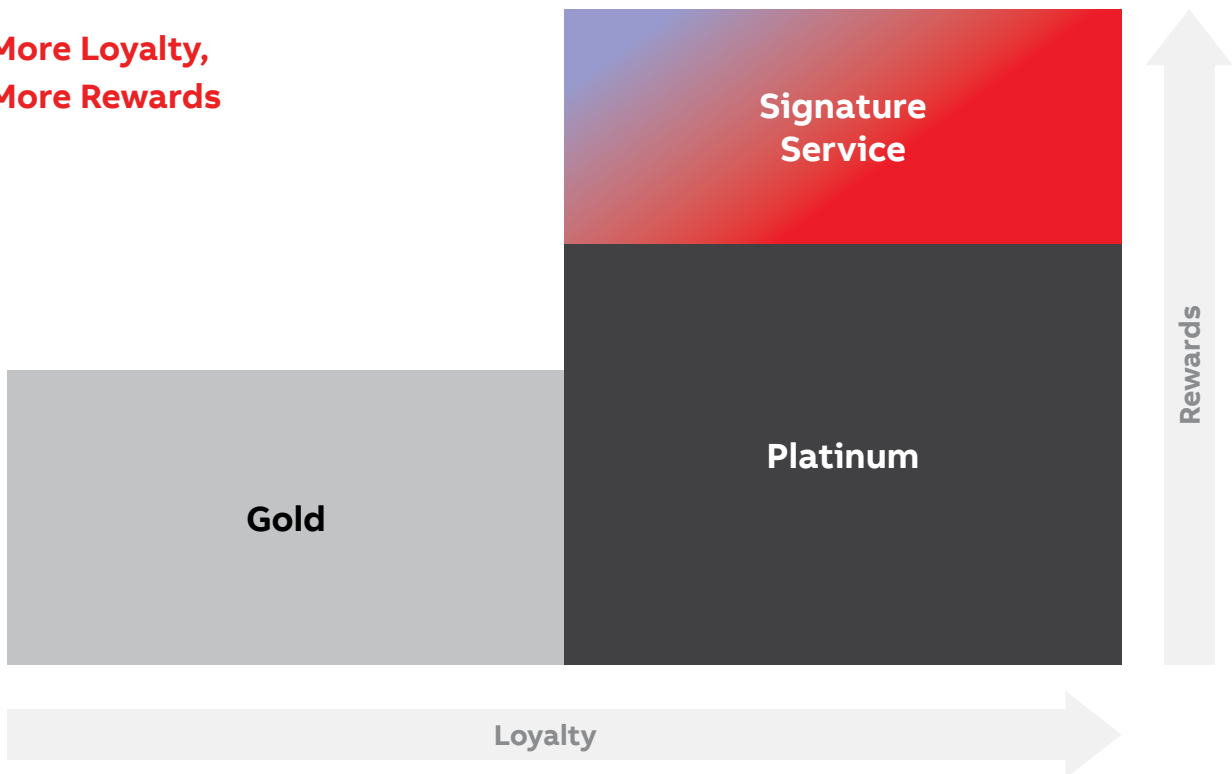 More Loyalty,
More Rewards
Signature
Service
Platinum
Gold
Rewards
Loyalty